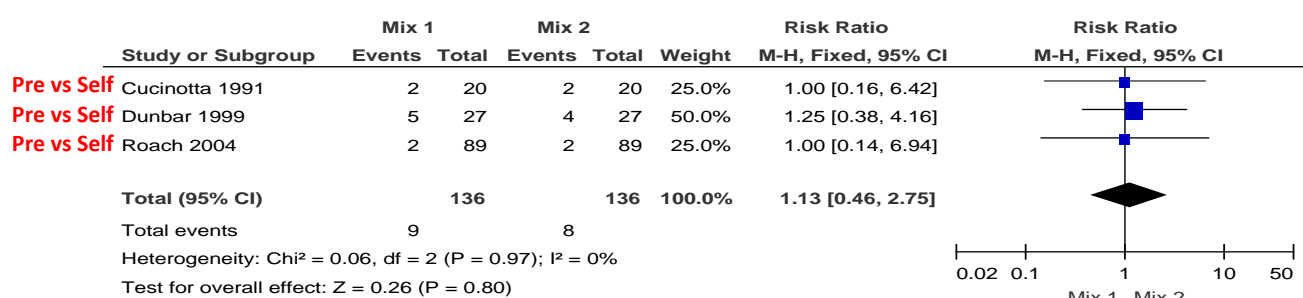 Mix 1 Mix 2 Risk Ratio Risk Ratio
Study or Subgroup Events Total Events Total Weight M-H, Fixed, 95% CI M-H, Fixed, 95% CI
Pre vs Self Cucinotta 1991 2 20 2 20 25.0% 1.00 [0.16, 6.42]
Pre vs Self Dunbar 1999 5 27 4 27 50.0% 1.25 [0.38, 4.16]
Pre vs Self Roach 2004 2 89 2 89 25.0% 1.00 [0.14, 6.94]
Total (95% CI) 136 136 100.0% 1.13 [0.46, 2.75]
Total events 9 8
Heterogeneity: Chi² = 0.06, df = 2 (P = 0.97); I² = 0%
Test for overall effect: Z = 0.26 (P = 0.80)
0.02 0.1 1 10 50
Mix 1 Mix 2